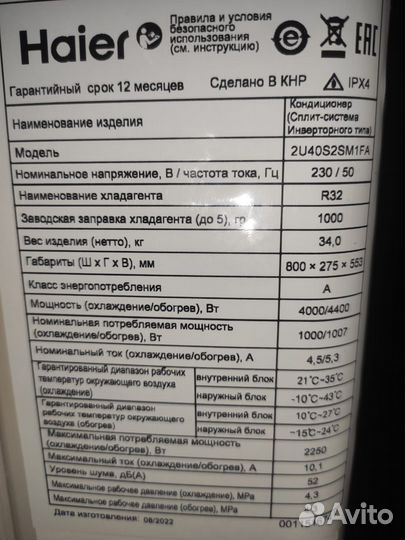 Haier
Правила и условия
безопасного
использования
(см. инструкцию)
EAC
Гарантийный срок 12 месяцев
Сделано В КНР
IPX4
Наименование изделия
Кондиционер
(Сплит-система
Инверторного типа)
Модель
2U40S2SM1FA
Номинальное напряжение, В / частота тока, Гц
230 / 50
Наименование хладагента
R32
Заводская заправка хладагента (до 5), гр
1000
Вес изделия (нетто), кг
34,0
Габариты (Ш x Г x В), мм
800 × 275 × 553
Класс энергопотребления
A
Мощность (охлаждение/обогрев), Вт
4000/4400
Номинальная потребляемая мощность
(охлаждение/обогрев), Вт
1000/1007
Номинальный ток (охлаждение/обогрев), А
4,5/5,3
Гарантированный диапазон рабочих
температур окружающего воздуха
(охлаждение)
внутренний блок
21℃~35℃
наружный блок
-10℃~43℃
Гарантированный диапазон
рабочих температур окружающего
воздуха (обогрев)
внутренний блок
10℃~27℃
наружный блок
-15℃~24℃
Максимальная потребляемая мощность
(охлаждение/обогрев), Вт
2250
Максимальный ток (охлаждение/обогрев), А
10,1
Уровень шума, дБ(А)
52
Максимальное рабочее давление (охлаждение), MPa
4,3
Максимальное рабочее давление (обогрев), MPa
Дата изготовления: 08/2022
Avito